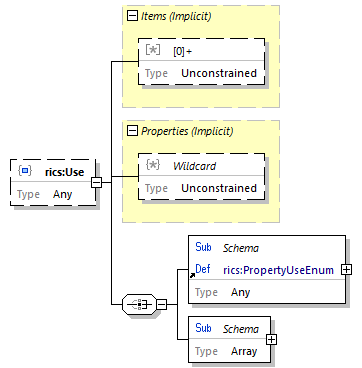 Items (Implicit)
[*] [0]+
Type Unconstrained
Properties (Implicit)
{*} Wildcard
Type Unconstrained
rics:Use
Type Any
Sub Schema
Def rics:PropertyUseEnum
Type Any
Sub Schema
Type Array